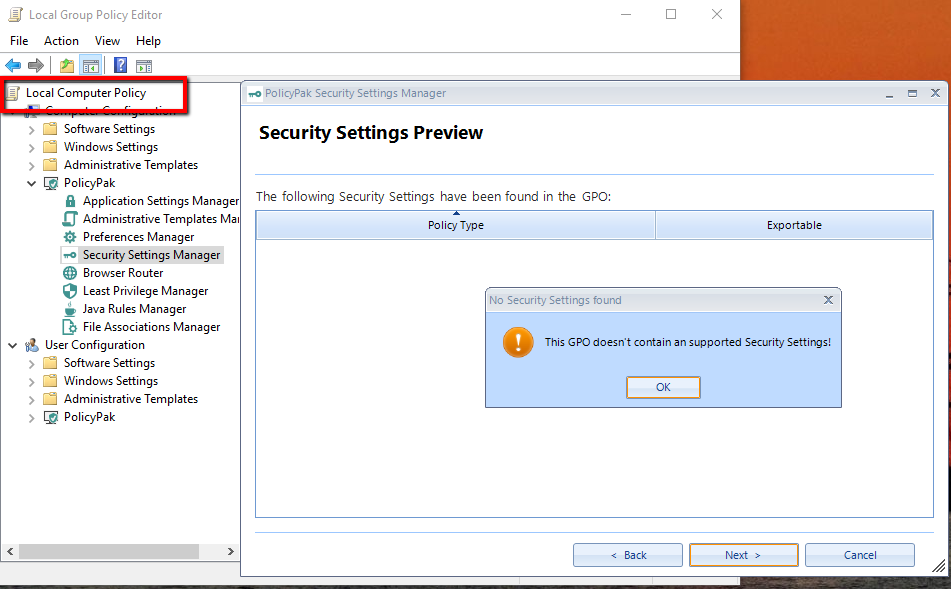 Local Group Policy Editor
File Action View Help
Local Computer Policy
Computer Configuration
Software Settings
Windows Settings
Administrative Templates
PolicyPak
Application Settings Manager
Administrative Templates Mar
Preferences Manager
Security Settings Manager
Browser Router
Least Privilege Manager
Java Rules Manager
File Associations Manager
User Configuration
Software Settings
Windows Settings
Administrative Templates
PolicyPak
PolicyPak Security Settings Manager
Security Settings Preview
The following Security Settings have been found in the GPO:
Policy Type Exportable
No Security Settings found
This GPO doesn't contain an supported Security Settings!
OK
< Back Next > Cancel